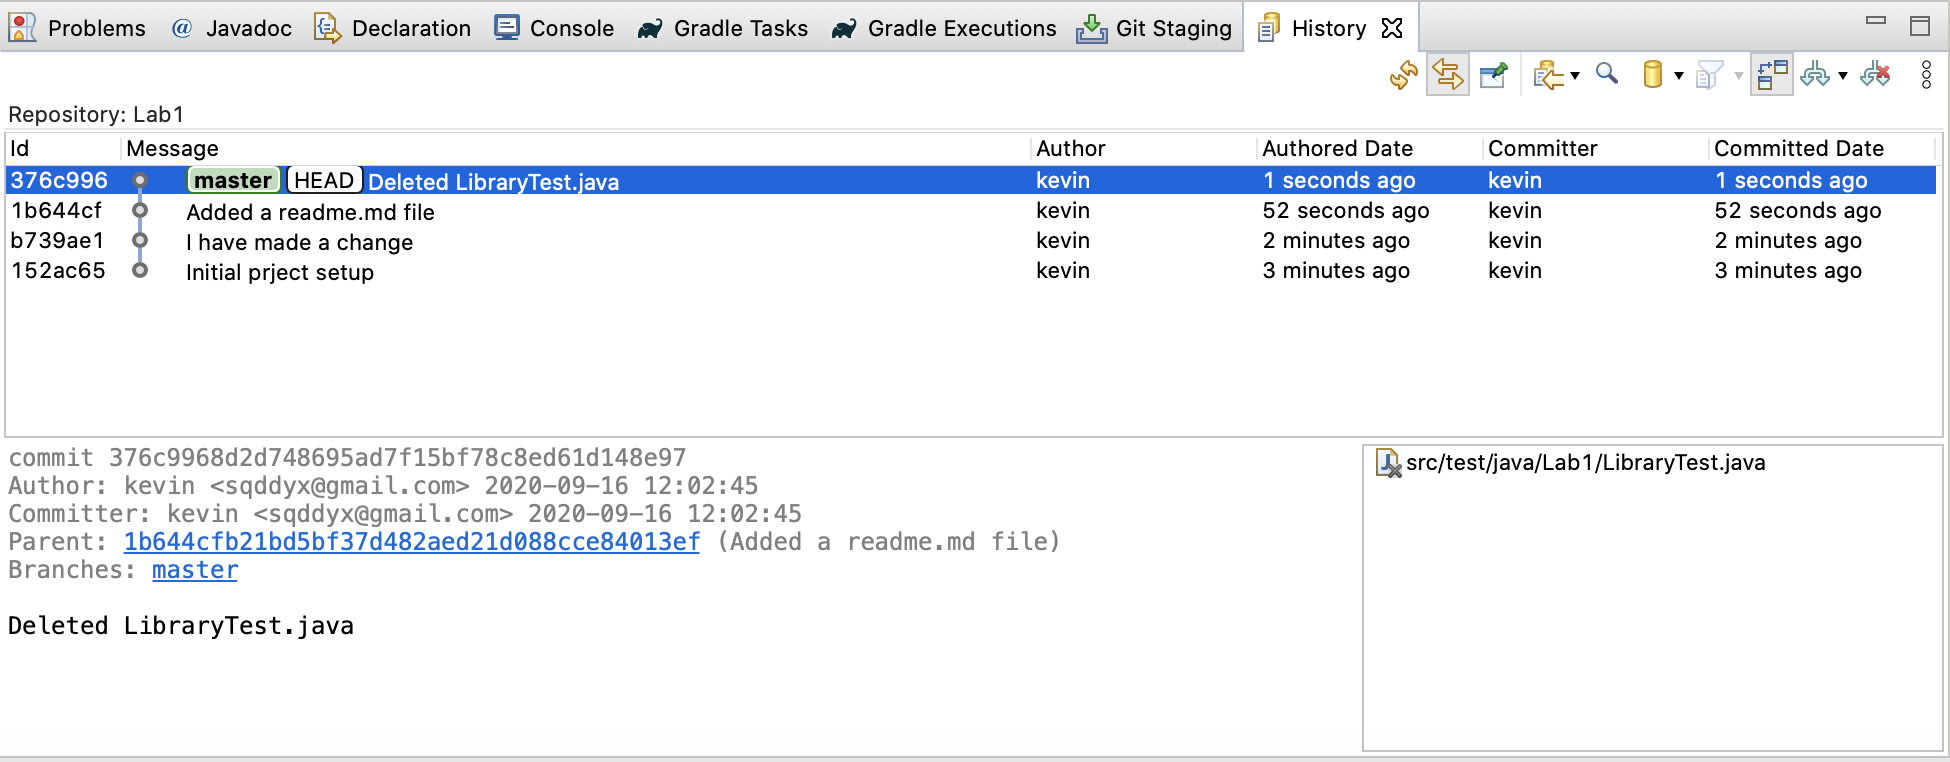 Problems @ Javadoc Declaration Console Gradle Tasks Gradle Executions Git Staging History
Repository: Lab1
Id Message Author Authored Date Committer Committed Date
376c996 master HEAD Deleted LibraryTest.java kevin 1 seconds ago kevin 1 seconds ago
1b644cf Added a readme.md file kevin 52 seconds ago kevin 52 seconds ago
b739ae1 I have made a change kevin 2 minutes ago kevin 2 minutes ago
152ac65 Initial prject setup kevin 3 minutes ago kevin 3 minutes ago
commit 376c9968d2d748695ad7f15bf78c8ed61d148e97
Author: kevin <sqddyx@gmail.com> 2020-09-16 12:02:45
Committer: kevin <sqddyx@gmail.com> 2020-09-16 12:02:45
Parent: 1b644cfb21bd5bf37d482aed21d088cce84013ef (Added a readme.md file)
Branches: master
Deleted LibraryTest.java
src/test/java/Lab1/LibraryTest.java